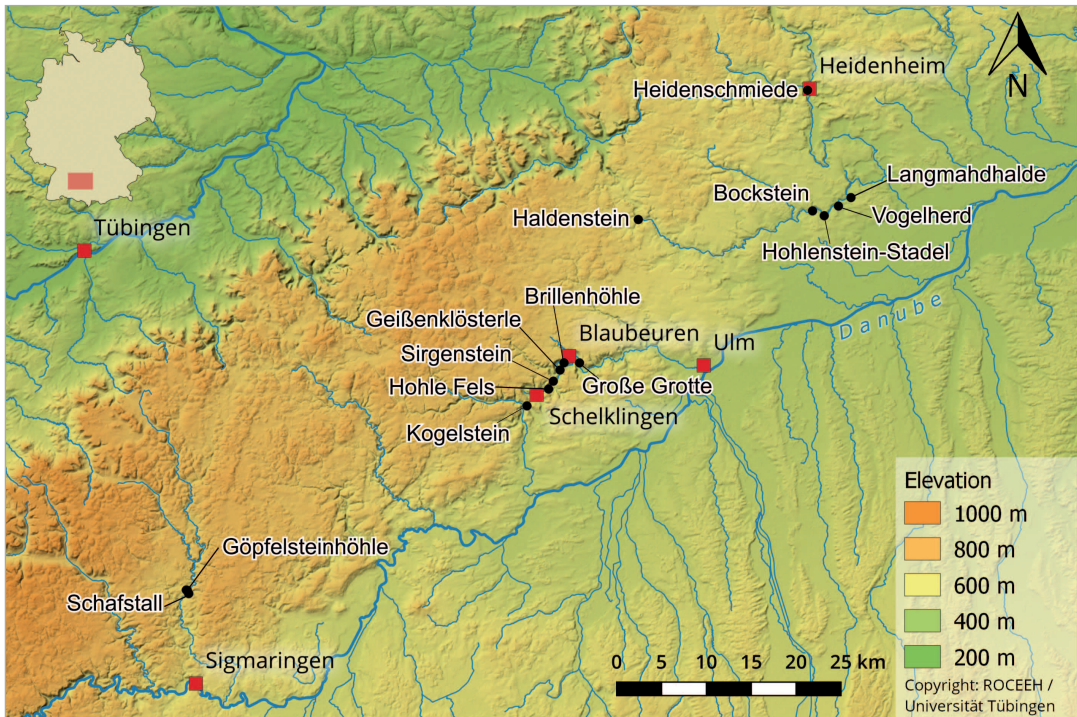 Heidenheim
Heidenschmiede
N
Langmahdhalde
Bockstein
Vogelherd
Haldenstein
Hohlenstein-Stadel
Tübingen
Brillenhöhle
Danube
Geißenklösterle
Blaubeuren
Ulm
Sirgenstein
Hohle Fels
Große Grotte
Schelklingen
Kogelstein
Göpfelsteinhöhle
Schafstall
Sigmaringen
0 5 10 15 20 25 km
Elevation
1000 m
800 m
600 m
400 m
200 m
Copyright: ROCEEH /
Universität Tübingen